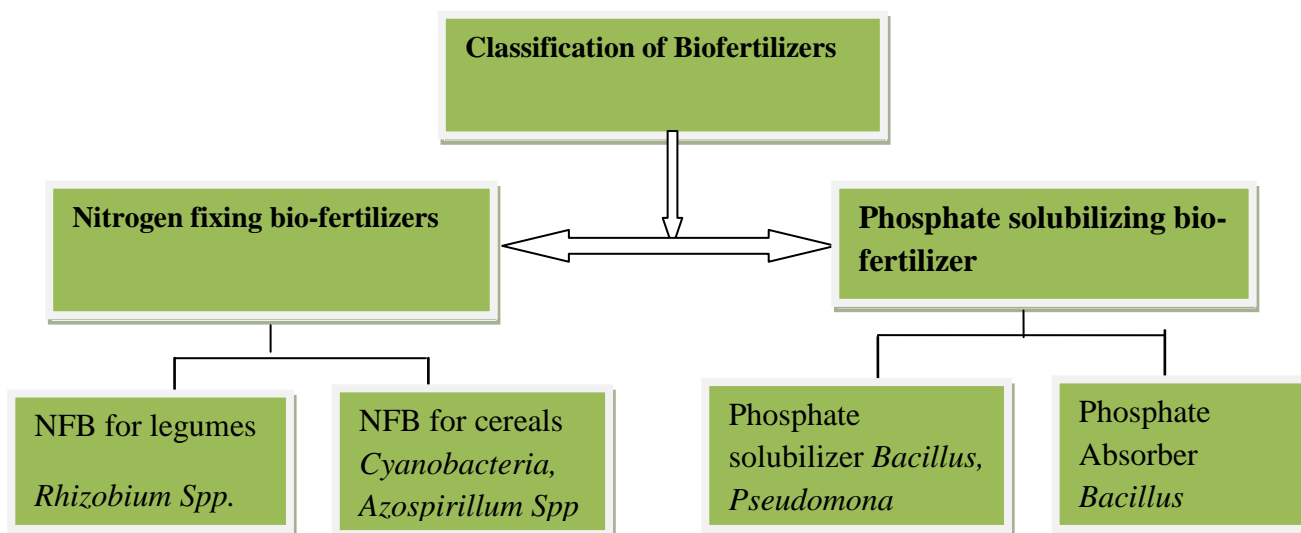 Classification of Biofertilizers
Nitrogen fixing bio-fertilizers
Phosphate solubilizing bio-
fertilizer
NFB for legumes
Rhizobium Spp.
NFB for cereals
Cyanobacteria,
Azospirillum Spp
Phosphate
solubilizer Bacillus,
Pseudomona
Phosphate
Absorber
Bacillus